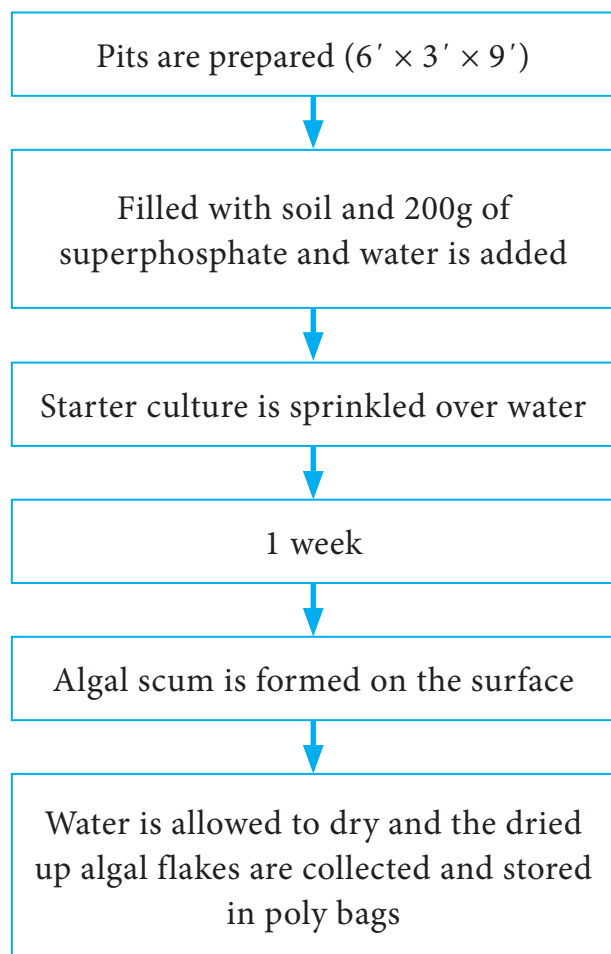 Pits are prepared (6′ × 3′ × 9′)
Filled with soil and 200g of
superphosphate and water is added
Starter culture is sprinkled over water
1 week
Algal scum is formed on the surface
Water is allowed to dry and the dried
up algal flakes are collected and stored
in poly bags